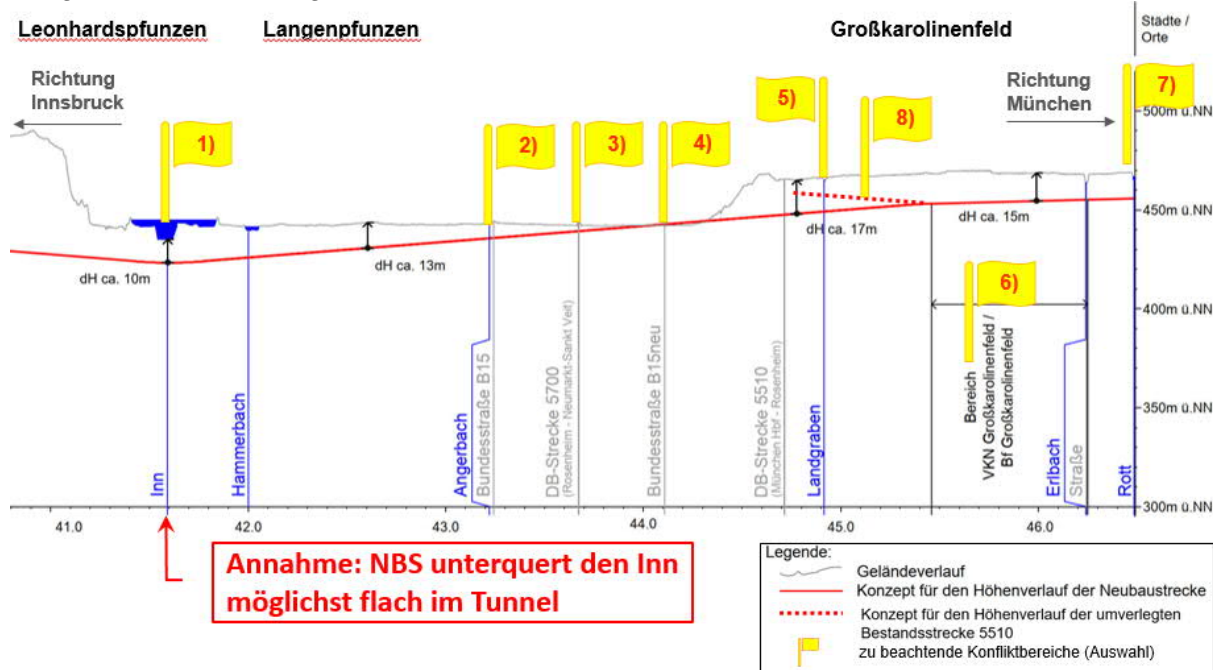 Leonhardspfunzen
Langenpfunzen
Großkarolinenfeld
Städte /
Orte
Richtung
Innsbruck
Richtung
München
1)
2)
3)
4)
5)
8)
7)
6)
500m ü.NN
450m ü.NN
400m ü.NN
350m ü.NN
300m ü.NN
dH ca. 10m
dH ca. 13m
dH ca. 17m
dH ca. 15m
Inn
Hammerbach
Angerbach
Bundesstraße B15
DB-Strecke 5700
(Rosenheim - Neumarkt-Sankt Veit)
Bundesstraße B15neu
DB-Strecke 5510
(München Hbf - Rosenheim)
Landgraben
Bereich
VKN Großkarolinenfeld /
Bf Großkarolinenfeld
Erlbach
Straße
Rott
41.0
42.0
43.0
44.0
45.0
46.0
Annahme: NBS unterquert den Inn
möglichst flach im Tunnel
Legende:
Geländeverlauf
Konzept für den Höhenverlauf der Neubaustrecke
Konzept für den Höhenverlauf der umverlegten
Bestandsstrecke 5510
zu beachtende Konfliktbereiche (Auswahl)